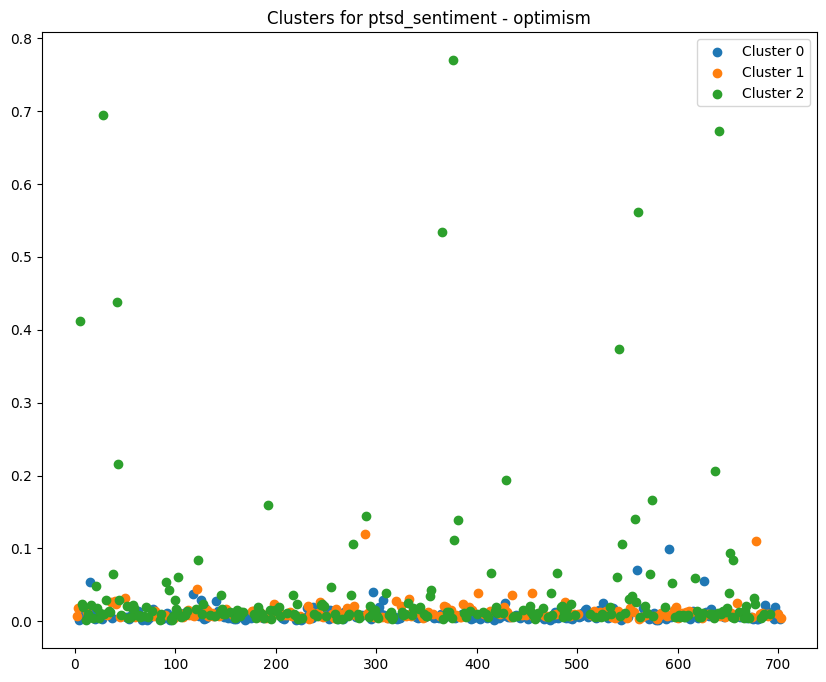 Clusters for ptsd_sentiment - optimism
Cluster 0
Cluster 1
Cluster 2
0.8
0.7
0.6
0.5
0.4
0.3
0.2
0.1
0.0
0 100 200 300 400 500 600 700